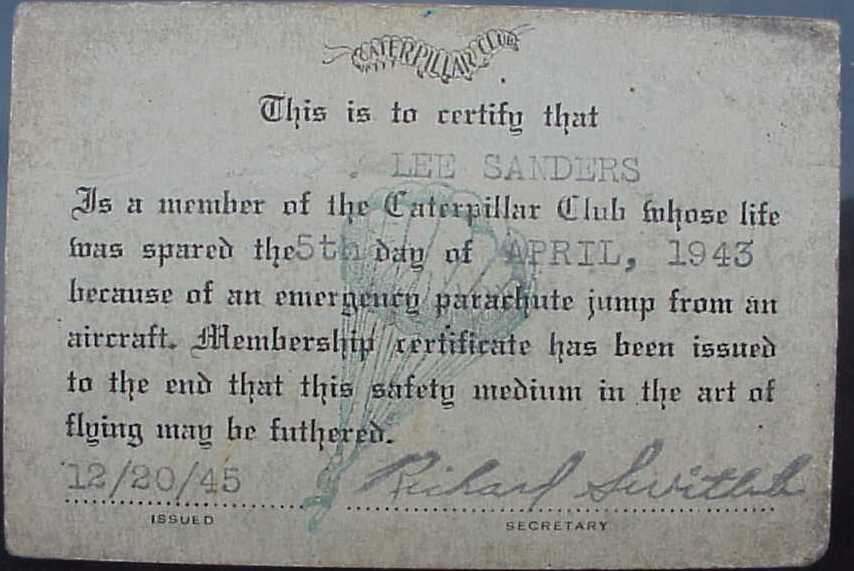 CATERPILLAR CLUB
This is to certify that
LEE SANDERS
Is a member of the Caterpillar Club whose life
was spared the 5th day of APRIL, 1943
because of an emergency parachute jump from an
aircraft. Membership certificate has been issued
to the end that this safety medium in the art of
flying may be futhered.
12/20/45 Richard Switlik
ISSUED SECRETARY